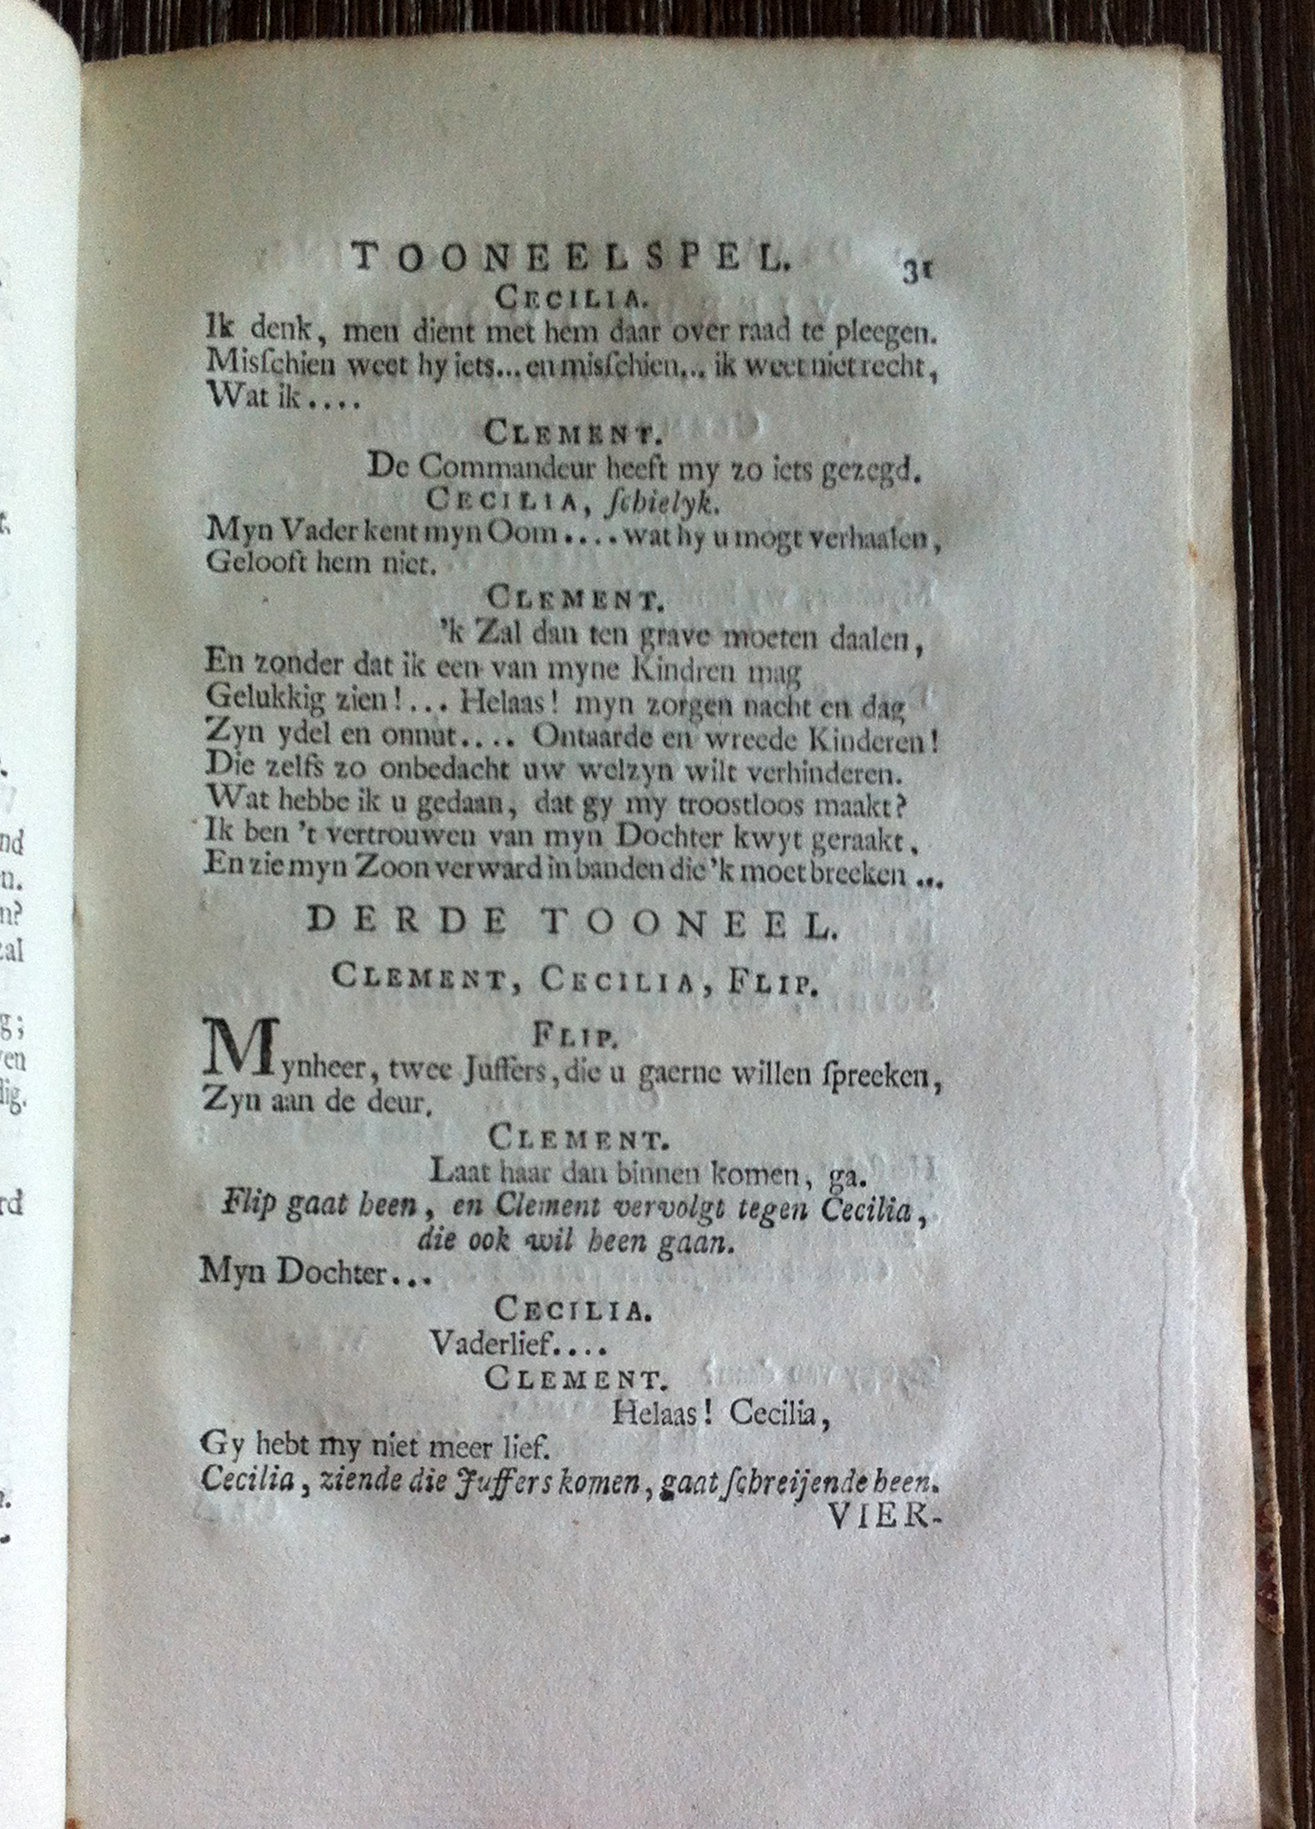 TOONEELSPEL. 31
CECILIA.
Ik denk, men dient met hem daar over raad te pleegen.
Misſchien weet hy iets... en misſchien... ik weet niet recht,
Wat ik....
CLEMENT.
De Commandeur heeft my zo iets gezegd.
CECILIA, ſchielyk.
Myn Vader kent myn Oom.... wat hy u mogt verhaalen,
Gelooft hem niet.
CLEMENT.
'k Zal dan ten grave moeten daalen,
En zonder dat ik een van myne Kindren mag
Gelukkig zien!... Helaas! myn zorgen nacht en dag
Zyn ydel en onnut.... Ontaarde en wreede Kinderen!
Die zelfs zo onbedacht uw welzyn wilt verhinderen.
Wat hebbe ik u gedaan, dat gy my troostloos maakt?
Ik ben 't vertrouwen van myn Dochter kwyt geraakt,
En zie myn Zoon verward in banden die 'k moet breeken ...
DERDE TOONEEL.
CLEMENT, CECILIA, FLIP.
FLIP.
Mynheer, twee Juffers, die u gaerne willen ſpreeken,
Zyn aan de deur.
CLEMENT.
Laat haar dan binnen komen, ga.
Flip gaat heen, en Clement vervolgt tegen Cecilia,
die ook wil heen gaan.
Myn Dochter...
CECILIA.
Vaderlief....
CLEMENT.
Helaas! Cecilia,
Gy hebt my niet meer lief.
Cecilia, ziende die Juffers komen, gaat ſchreijende heen.
VIER-